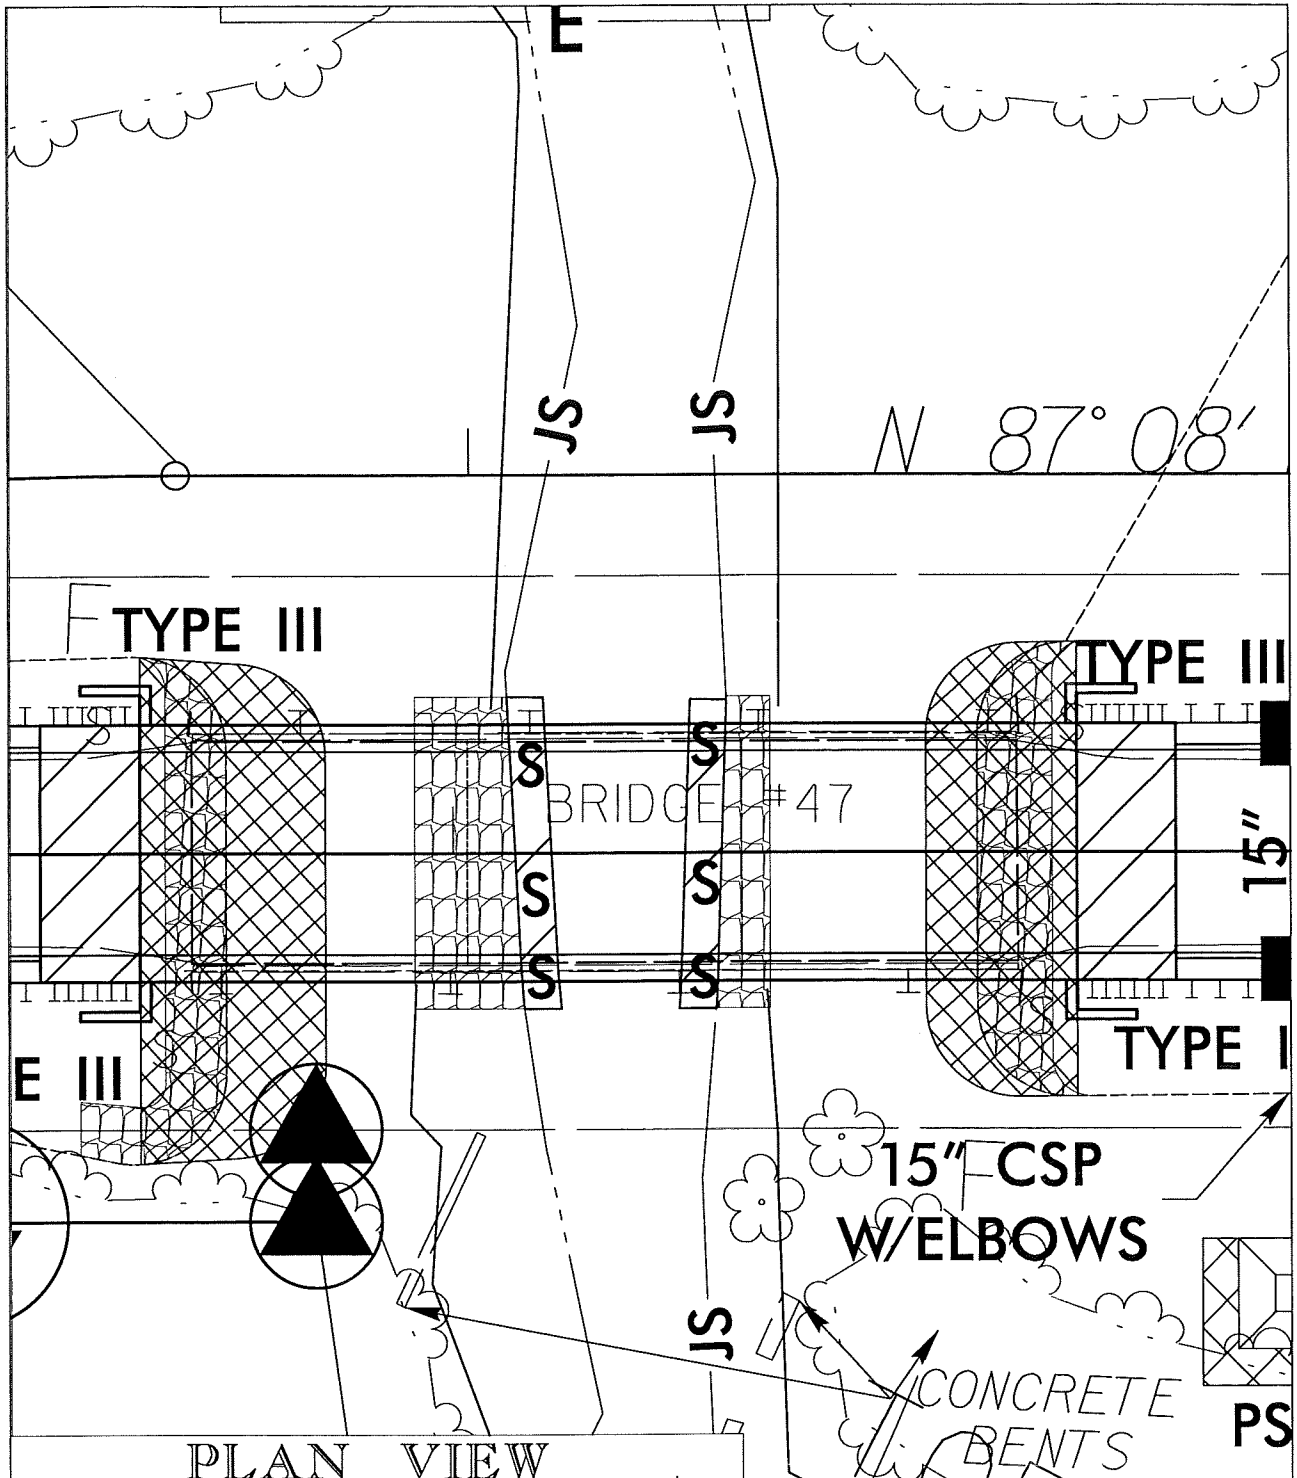 E
JS
JS
N 87° 08'
F
TYPE III
TYPE III
S
S
BRIDGE #47
15"
S
S
S
S
E III
TYPE I
15" CSP
F
W/ELBOWS
JS
CONCRETE
BENTS
PS
PLAN VIEW